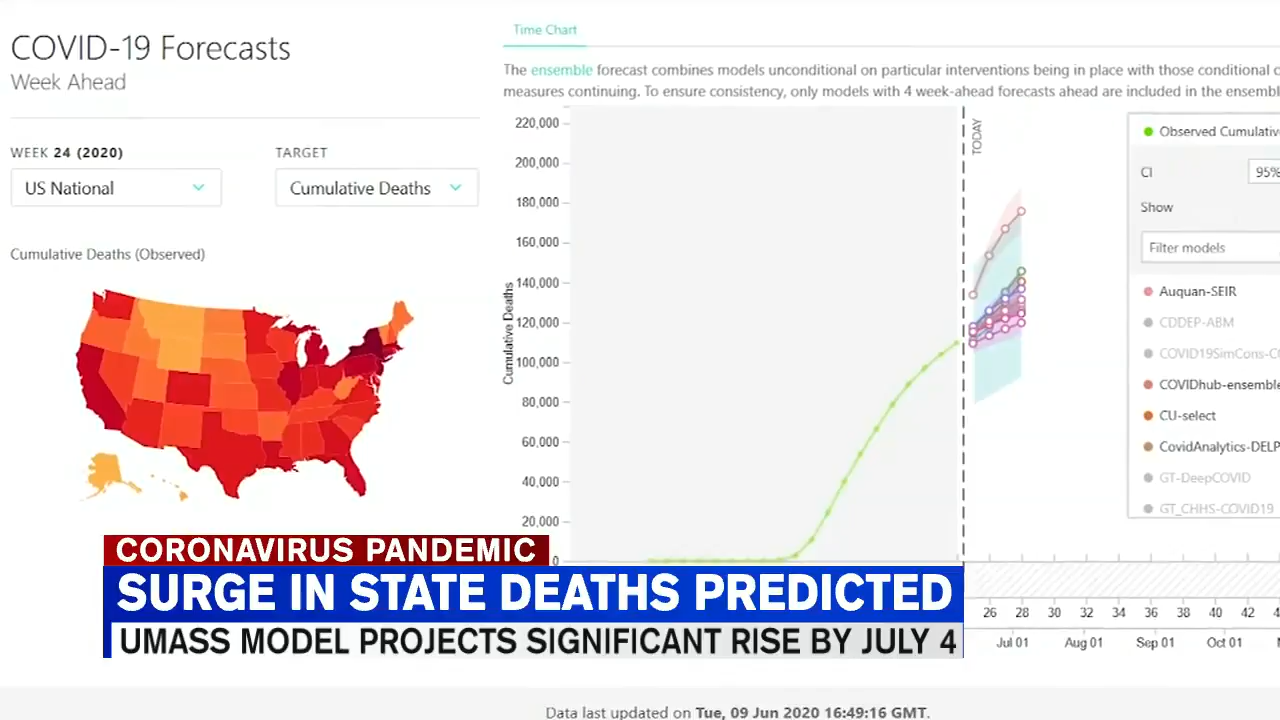 COVID-19 Forecasts
Week Ahead
WEEK 24 (2020)
TARGET
US National
Cumulative Deaths
Cumulative Deaths (Observed)
Time Chart
The ensemble forecast combines models unconditional on particular interventions being in place with those conditional
measures continuing. To ensure consistency, only models with 4 week-ahead forecasts ahead are included in the
220,000
200,000
180,000
160,000
140,000
120,000
100,000
80,000
60,000
40,000
20,000
0
Cumulative Deaths
TODAY
Observed
CI
95%
Show
Filter models
Auquan-SEIR
CDDEP-ABM
COVIDhub-ensemble
CU-select
CovidAnalytics-DELP
GT-DeepCOVID
GT_CHHS-COVID19
26 28 30 32 34 36 38 40 42
Jul 01 Aug 01 Sep 01 Oct 01
CORONAVIRUS PANDEMIC
SURGE IN STATE DEATHS PREDICTED
UMASS MODEL PROJECTS SIGNIFICANT RISE BY JULY 4
Data last updated on Tue, 09 Jun 2020 16:49:16 GMT.